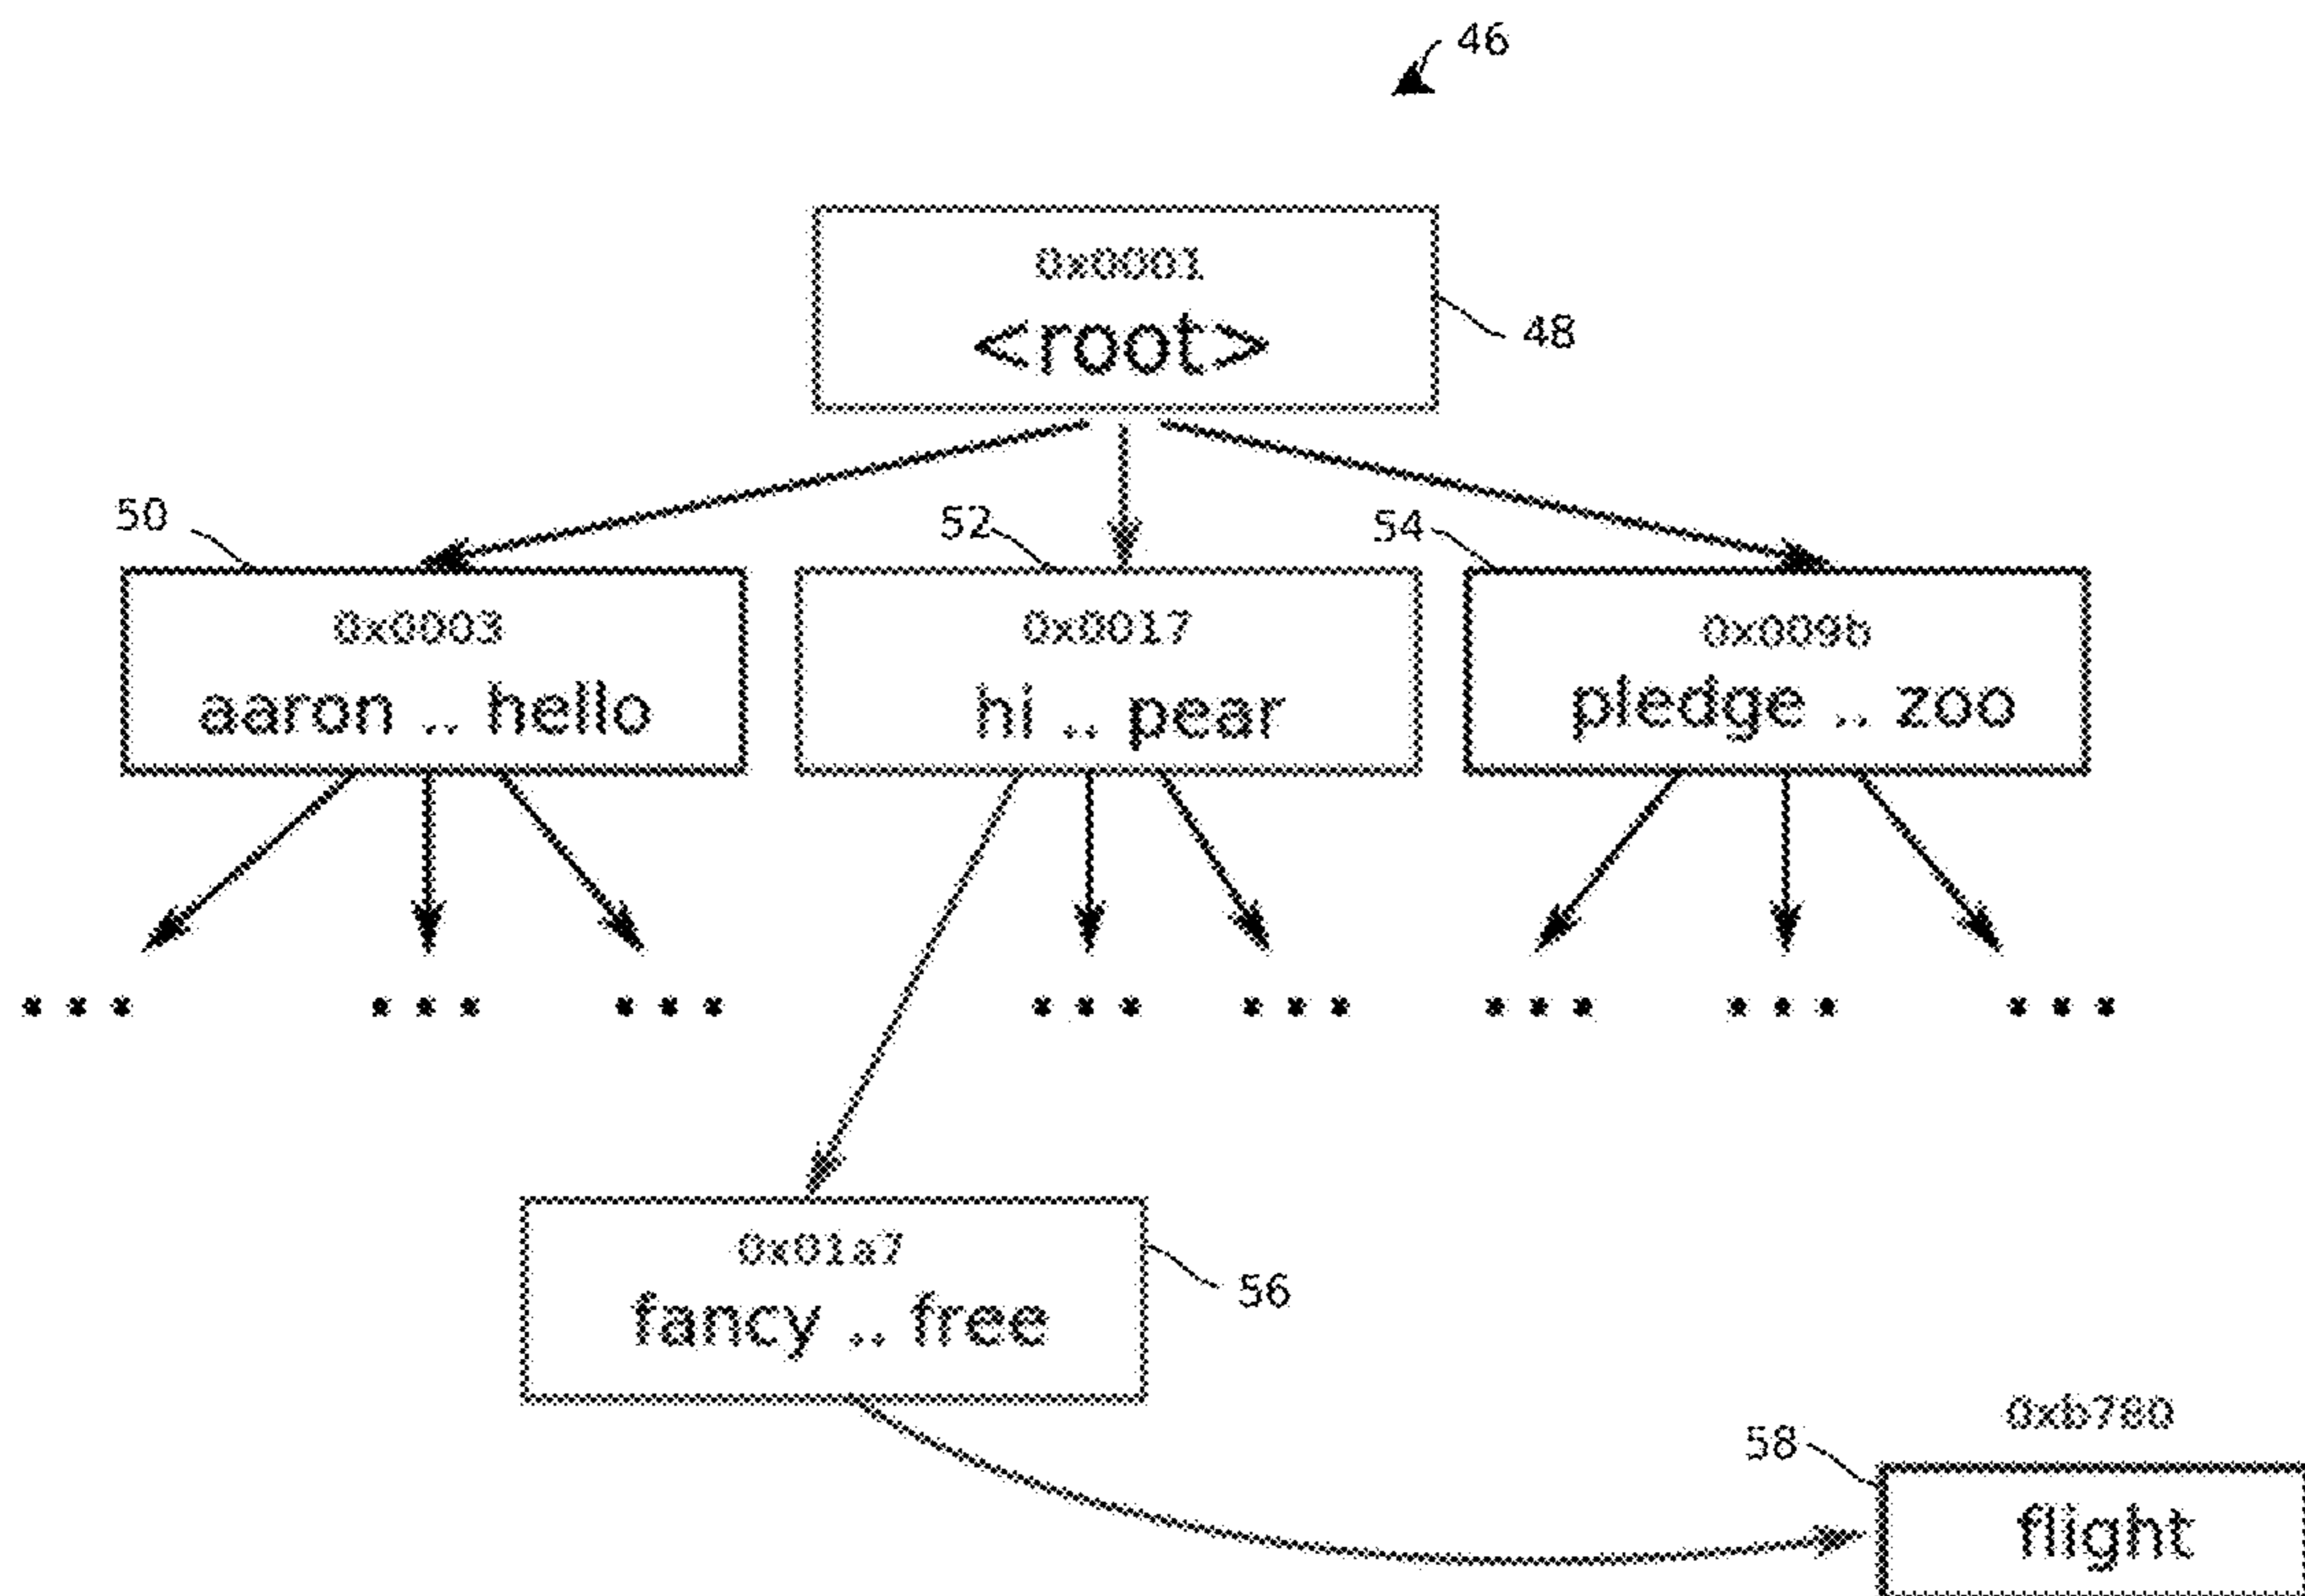 46
0x0001
<root>
48
50
52
54
0x0003
aaron .. hello
0x0017
hi .. pear
0x009b
pledge .. zoo
... ... ... ... ... ... ... ...
0x01a7
fancy .. free
56
0xb780
58
flight